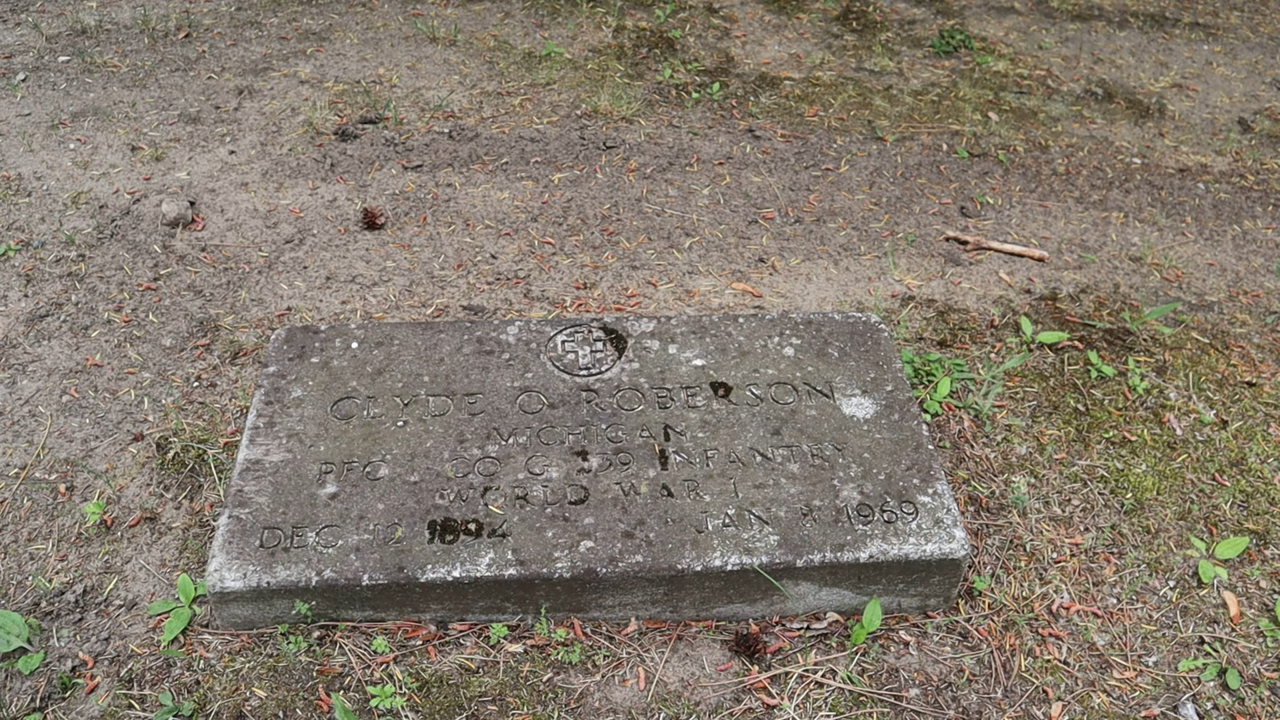 CLYDE O ROBERSON
MICHIGAN
PFC CO G 339 INFANTRY
WORLD WAR I
DEC 12 1894 JAN 8 1969